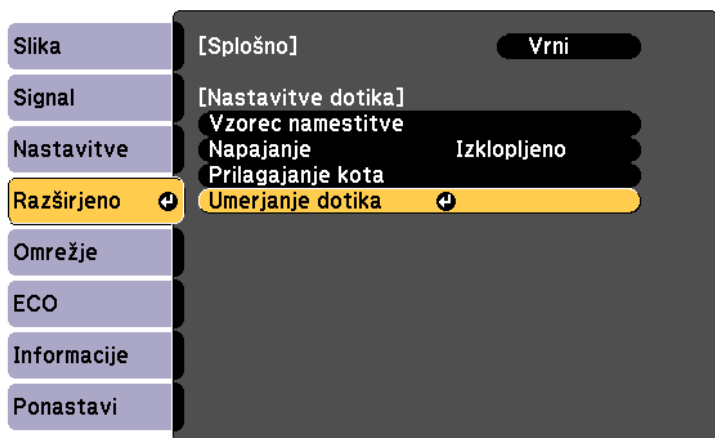 Slika
Signal
Nastavitve
Razširjeno
Omrežje
ECO
Informacije
Ponastavi
[Splošno] Vrni
[Nastavitve dotika]
Vzorec namestitve
Napajanje Izklopljeno
Prilagajanje kota
Umerjanje dotika